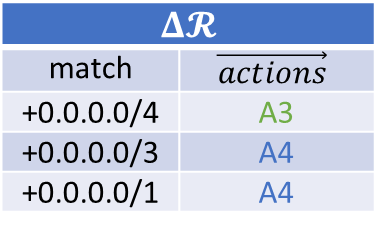 Δℛ
match actions
+0.0.0.0/4 A3
+0.0.0.0/3 A4
+0.0.0.0/1 A4